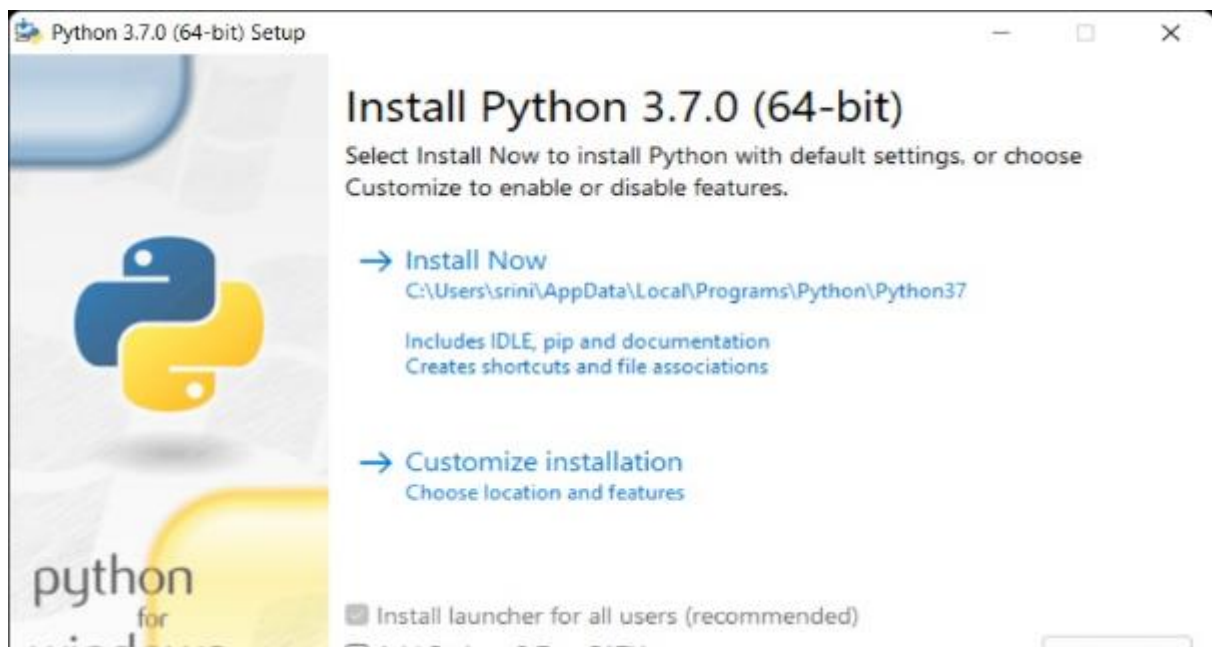 Python 3.7.0 (64-bit) Setup
Install Python 3.7.0 (64-bit)
Select Install Now to install Python with default settings, or choose
Customize to enable or disable features.
Install Now
C:\Users\srini\AppData\Local\Programs\Python\Python37
Includes IDLE, pip and documentation
Creates shortcuts and file associations
Customize installation
Choose location and features
python
for
Install launcher for all users (recommended)